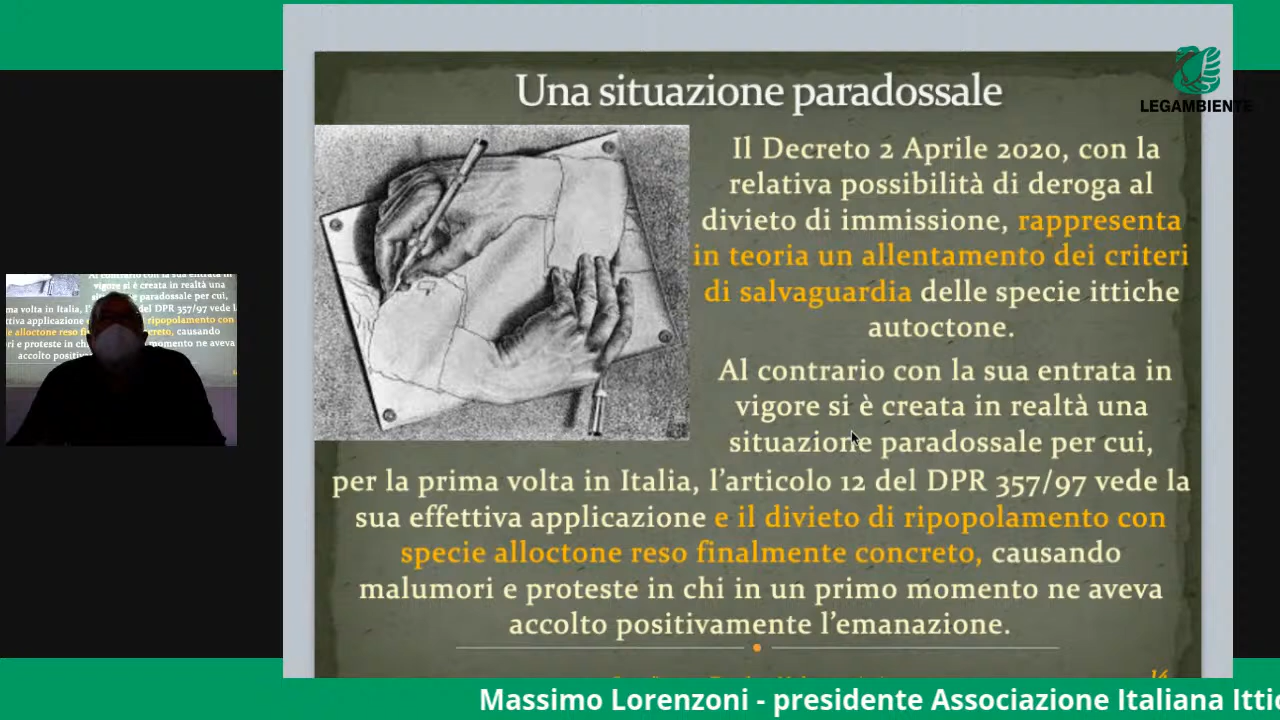 Una situazione paradossale
LEGAMBIENTE
Il Decreto 2 Aprile 2020, con la
relativa possibilità di deroga al
divieto di immissione, rappresenta
in teoria un allentamento dei criteri
di salvaguardia delle specie ittiche
autoctone.
Al contrario con la sua entrata in
vigore si è creata in realtà una
situazione paradossale per cui,
per la prima volta in Italia, l’articolo 12 del DPR 357/97 vede la
sua effettiva applicazione e il divieto di ripopolamento con
specie alloctone reso finalmente concreto, causando
malumori e proteste in chi in un primo momento ne aveva
accolto positivamente l’emanazione.
16
Massimo Lorenzoni - presidente Associazione Italiana Ittic